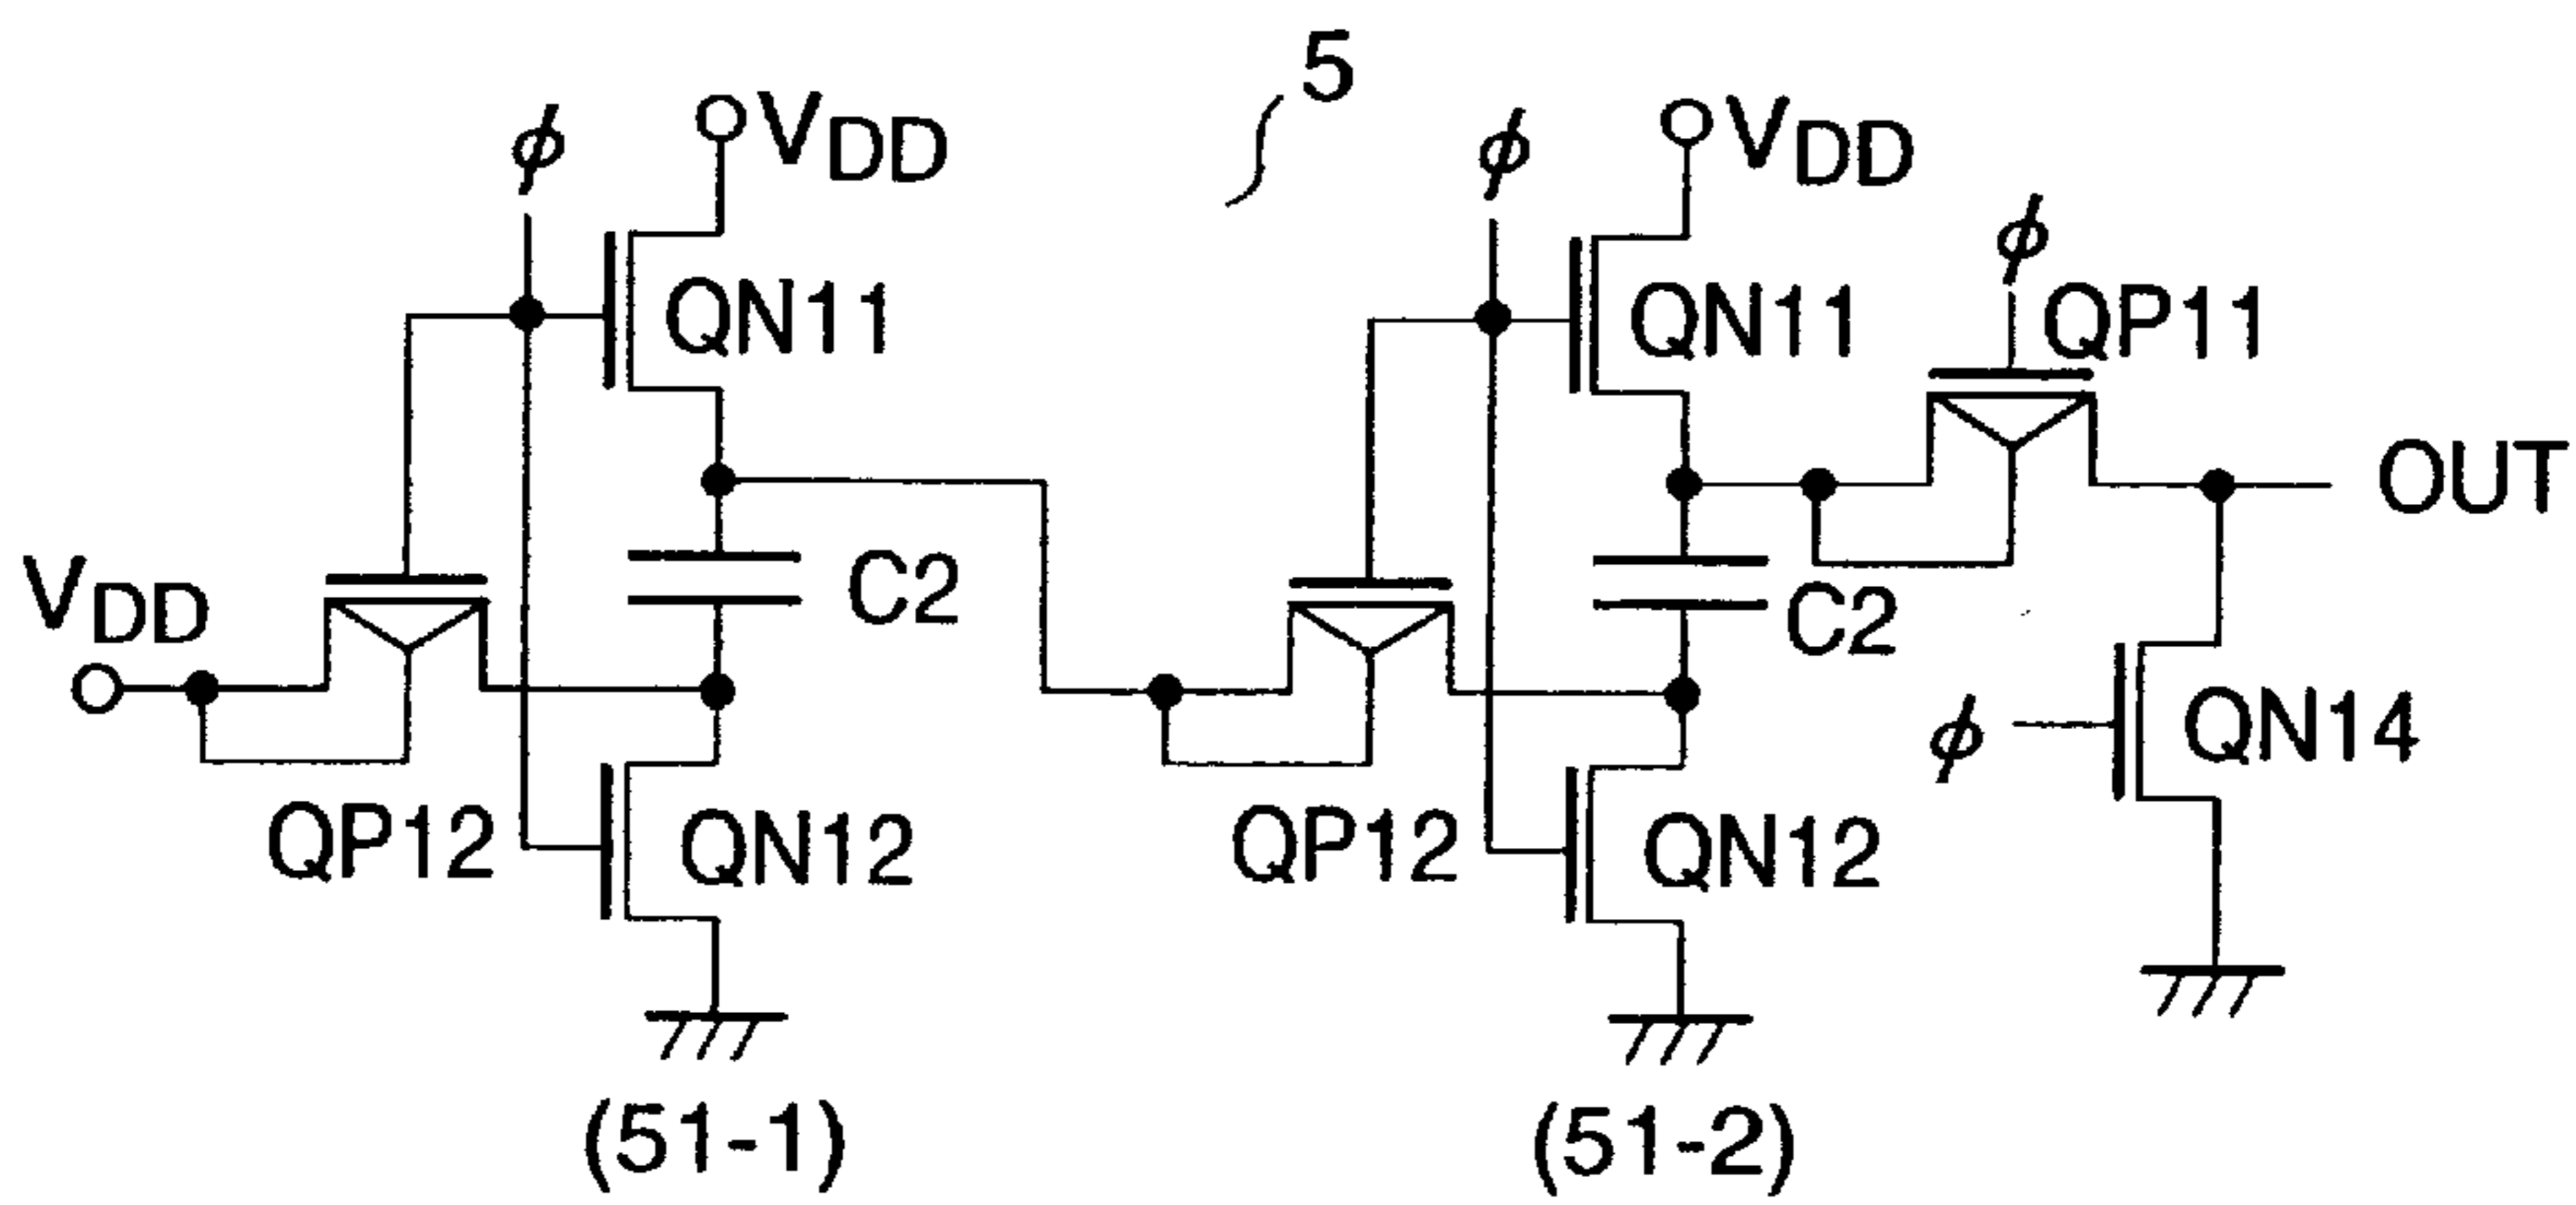 5
ϕ
VDD
ϕ
VDD
ϕ
QN11
QN11
QP11
OUT
VDD
C2
C2
ϕ
QN14
QP12
QN12
QP12
QN12
(51-1)
(51-2)